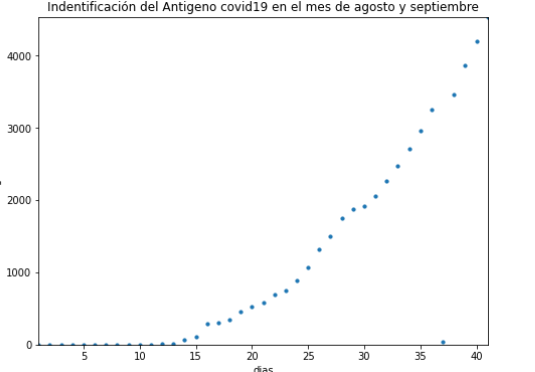 Indentificación del Antigeno covid19 en el mes de agosto y septiembre
4000
3000
2000
1000
0
5 10 15 20 25 30 35 40
dias